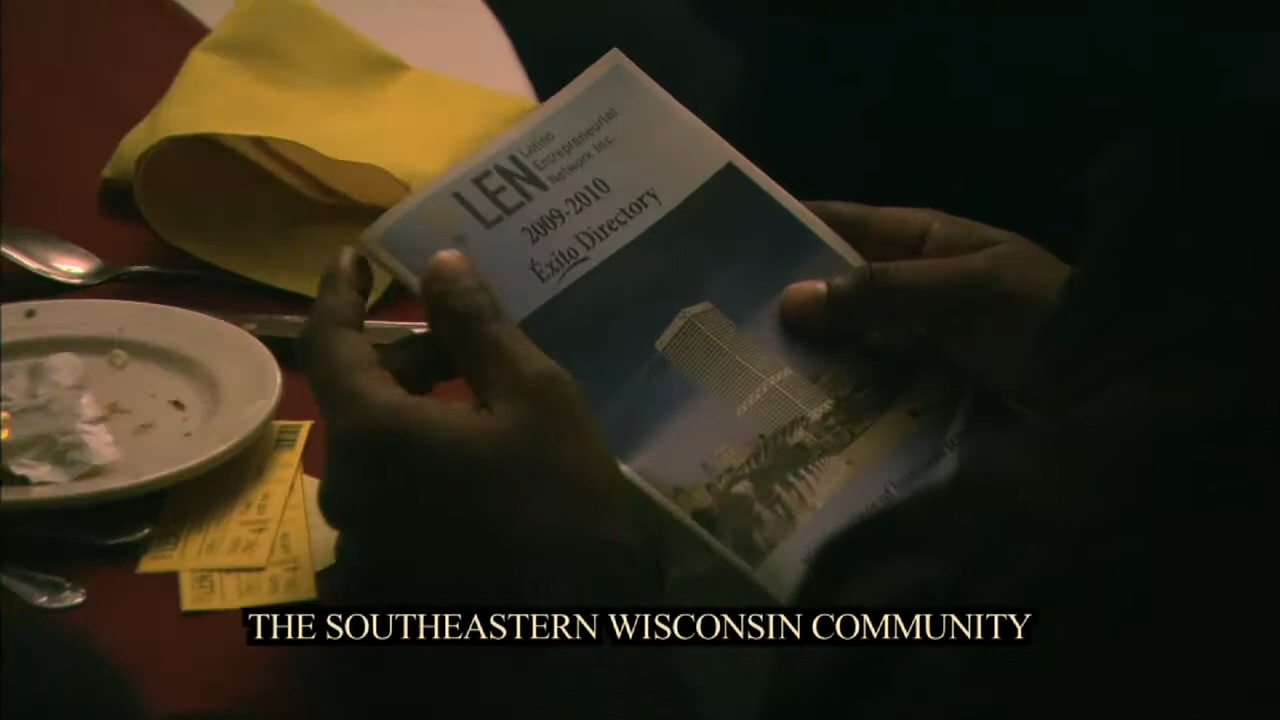 LEN
Latino
Entrepreneurial
Network Inc.
2009-2010
Éxito Directory
THE SOUTHEASTERN WISCONSIN COMMUNITY